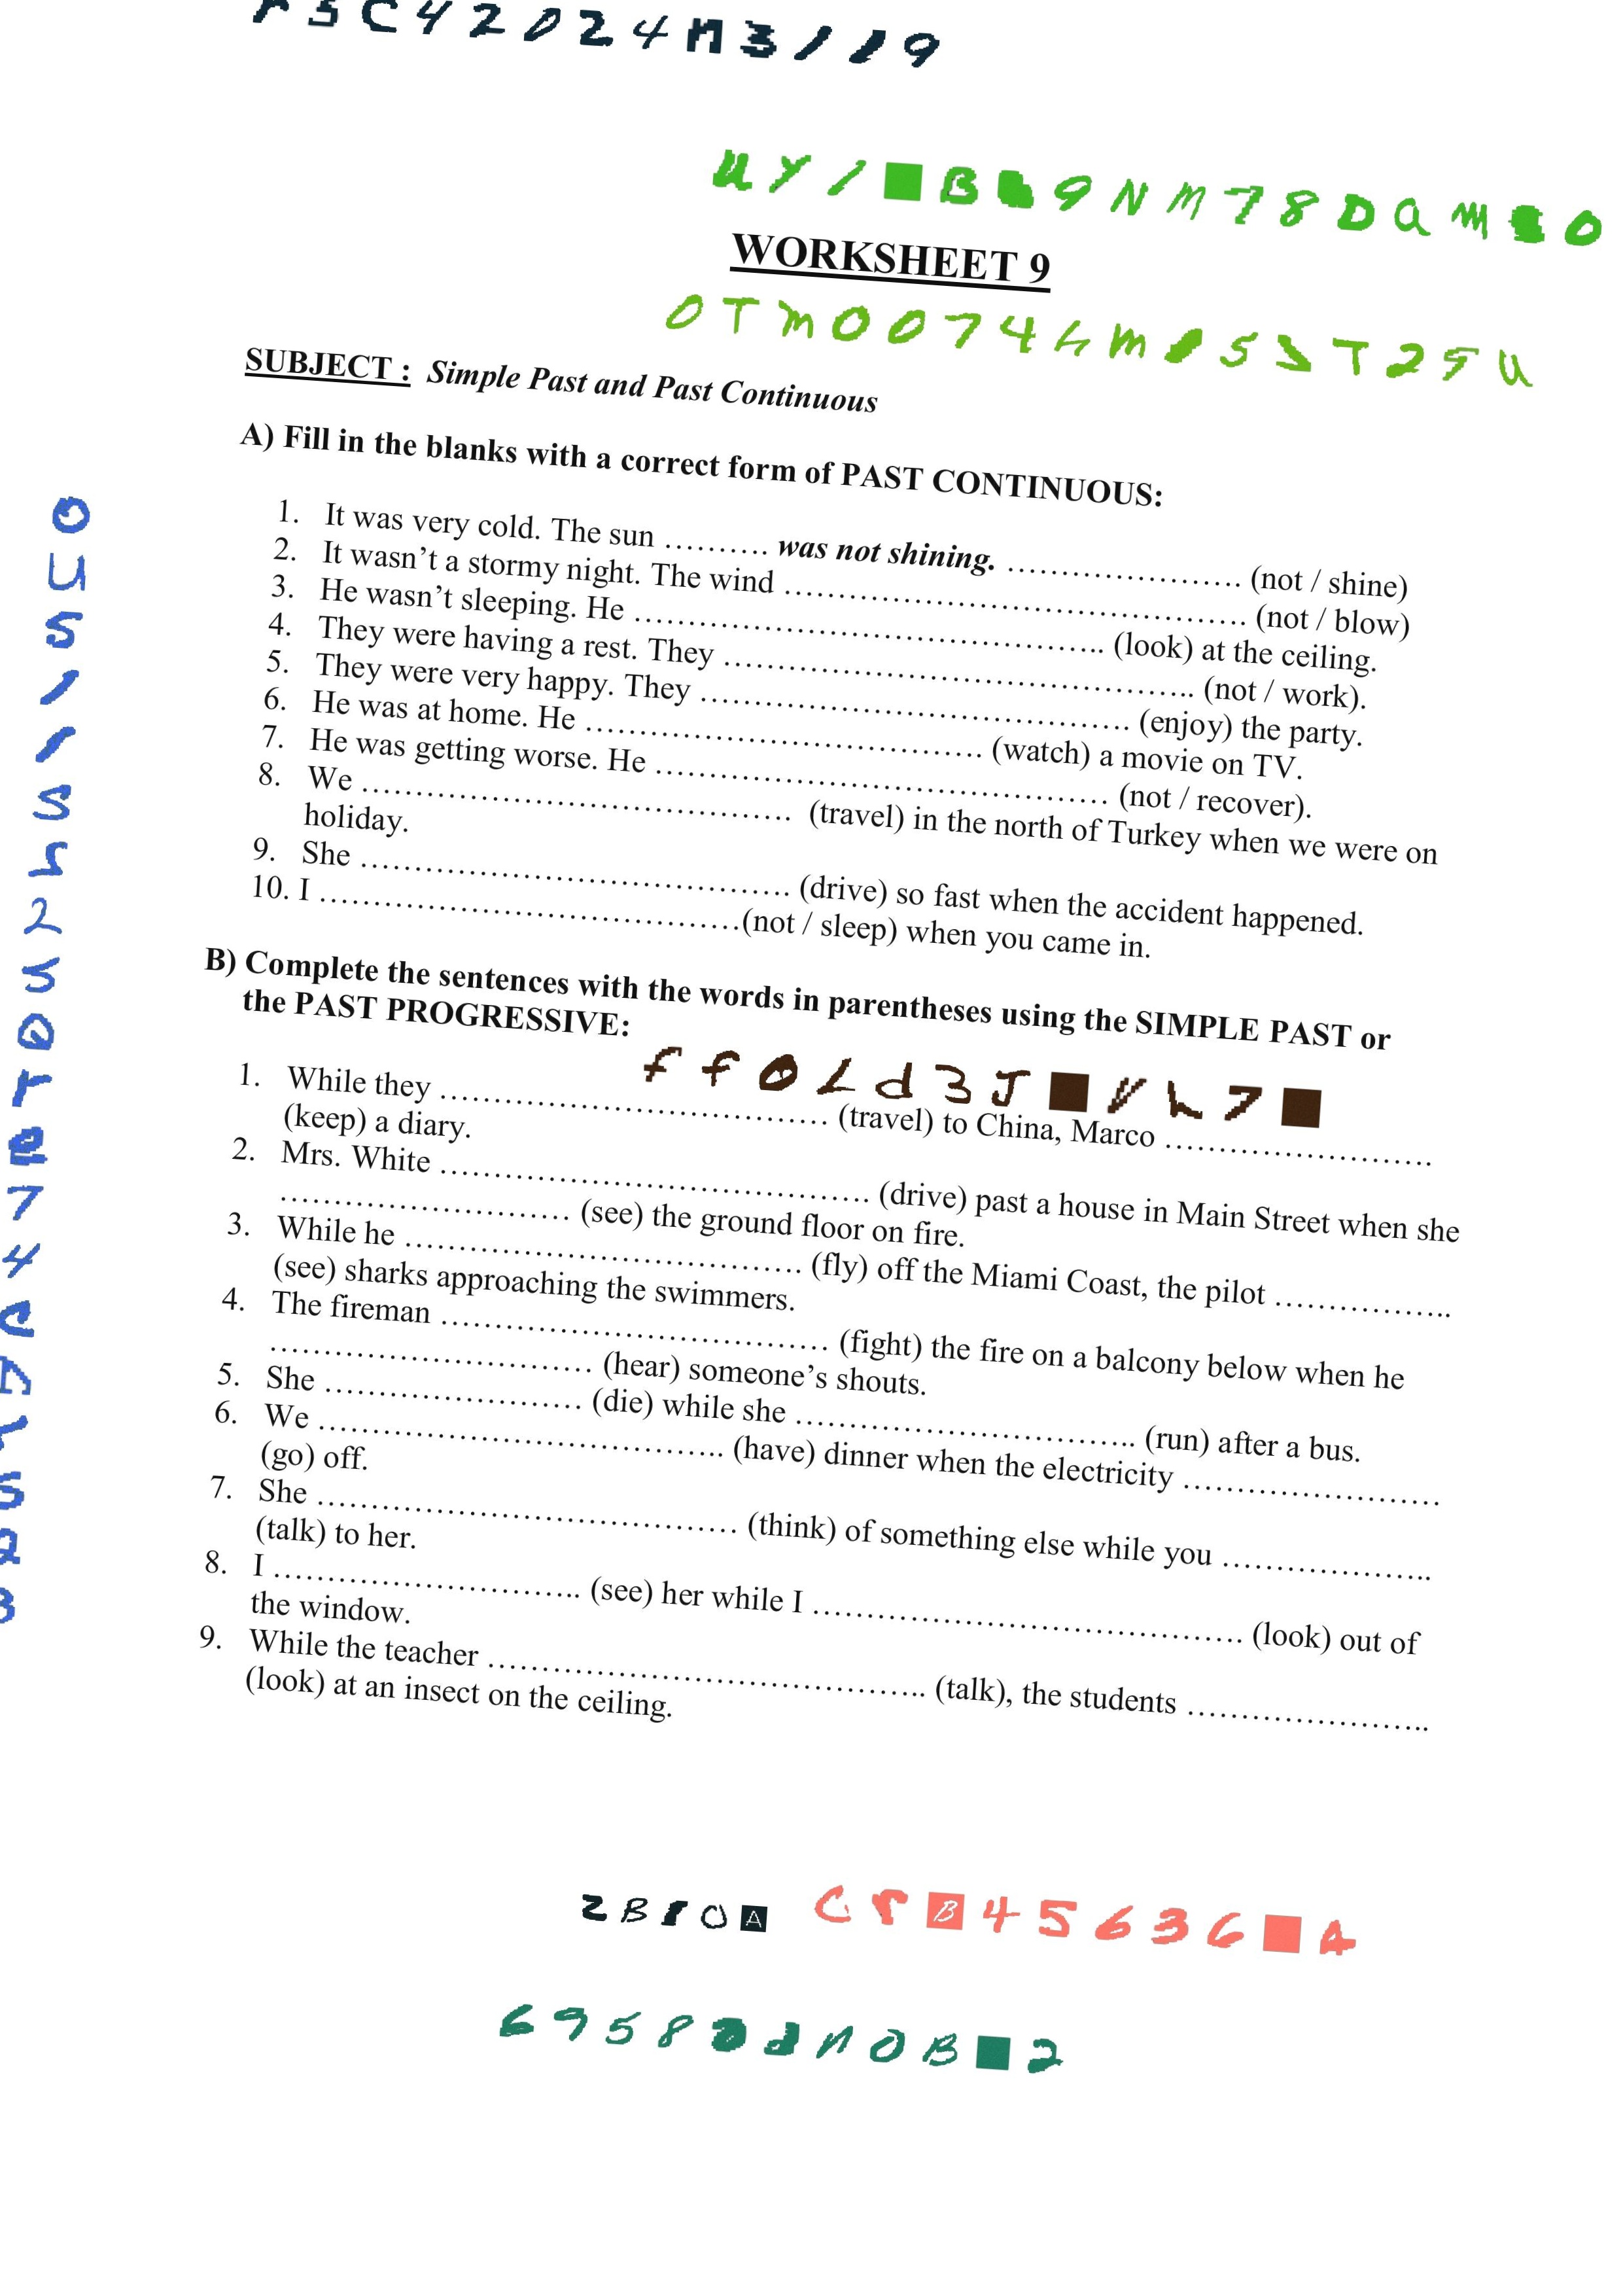 WORKSHEET 9
SUBJECT : Simple Past and Past Continuous
A) Fill in the blanks with a correct form of PAST CONTINUOUS:
1. It was very cold. The sun .......... was not shining. ...................... (not / shine)
2. It wasn't a stormy night. The wind ........................................... (not / blow)
3. He wasn't sleeping. He ............................................ (look) at the ceiling.
4. They were having a rest. They ............................................ (not / work).
5. They were very happy. They ........................................ (enjoy) the party.
6. He was at home. He ..................................... (watch) a movie on TV.
7. He was getting worse. He .......................................... (not / recover).
8. We ........................................ (travel) in the north of Turkey when we were on
holiday.
9. She ........................................ (drive) so fast when the accident happened.
10. I .......................................(not / sleep) when you came in.
B) Complete the sentences with the words in parentheses using the SIMPLE PAST or
the PAST PROGRESSIVE:
1. While they .................................... (travel) to China, Marco .........................
(keep) a diary.
2. Mrs. White ........................................ (drive) past a house in Main Street when she
........................... (see) the ground floor on fire.
3. While he ..................................... (fly) off the Miami Coast, the pilot .................
(see) sharks approaching the swimmers.
4. The fireman .................................... (fight) the fire on a balcony below when he
.............................. (hear) someone's shouts.
5. She ........................ (die) while she ................................ (run) after a bus.
6. We ...................................... (have) dinner when the electricity ........................
(go) off.
7. She ....................................... (think) of something else while you ....................
(talk) to her.
8. I ............................. (see) her while I ........................................ (look) out of
the window.
9. While the teacher ......................................... (talk), the students .......................
(look) at an insect on the ceiling.